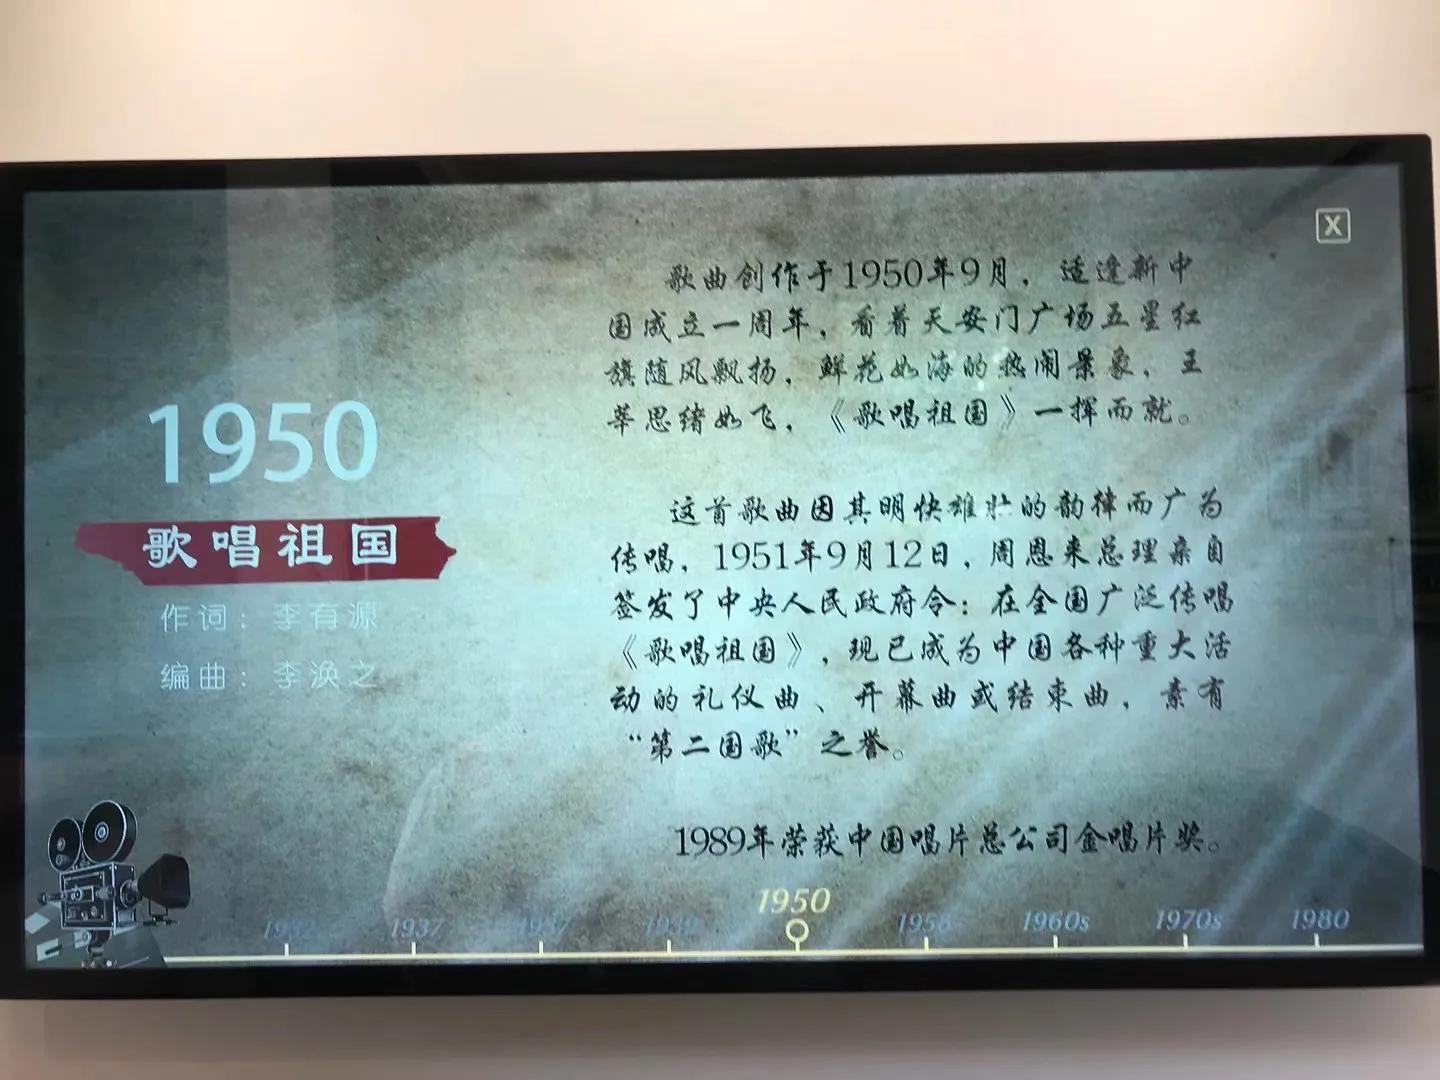 X
1950
歌唱祖国
作词：李有源
编曲：李涣之
歌曲创作于1950年9月，适逢新中
国成立一周年，看着天安门广场五星红
旗随风飘扬，鲜花如海的热闹景象，王
莘思绪如飞，《歌唱祖国》一挥而就。
这首歌曲因其明快雄壮的韵律而广为
传唱，1951年9月12日，周恩来总理亲自
签发了中央人民政府令：在全国广泛传唱
《歌唱祖国》，现已成为中国各种重大活
动的礼仪曲、开幕曲或结束曲，素有
“第二国歌”之誉。
1989年荣获中国唱片总公司金唱片奖。
1932 1937 1937 1939 1950 1958 1960s 1970s 1980